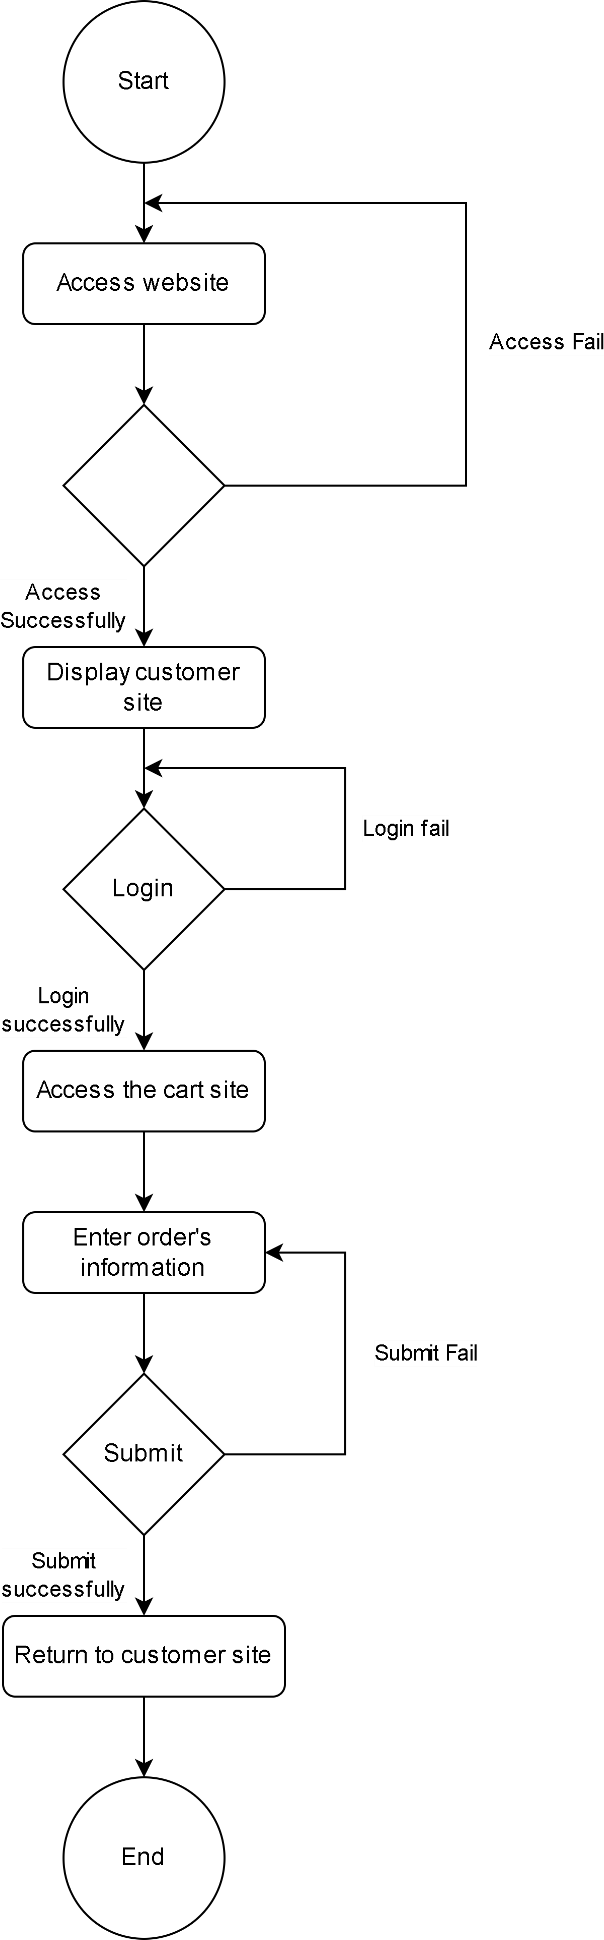 Start
Access website
Access Fail
Access
Successfully
Display customer
site
Login fail
Login
Login
successfully
Access the cart site
Enter order's
information
Submit Fail
Submit
Submit
successfully
Return to customer site
End